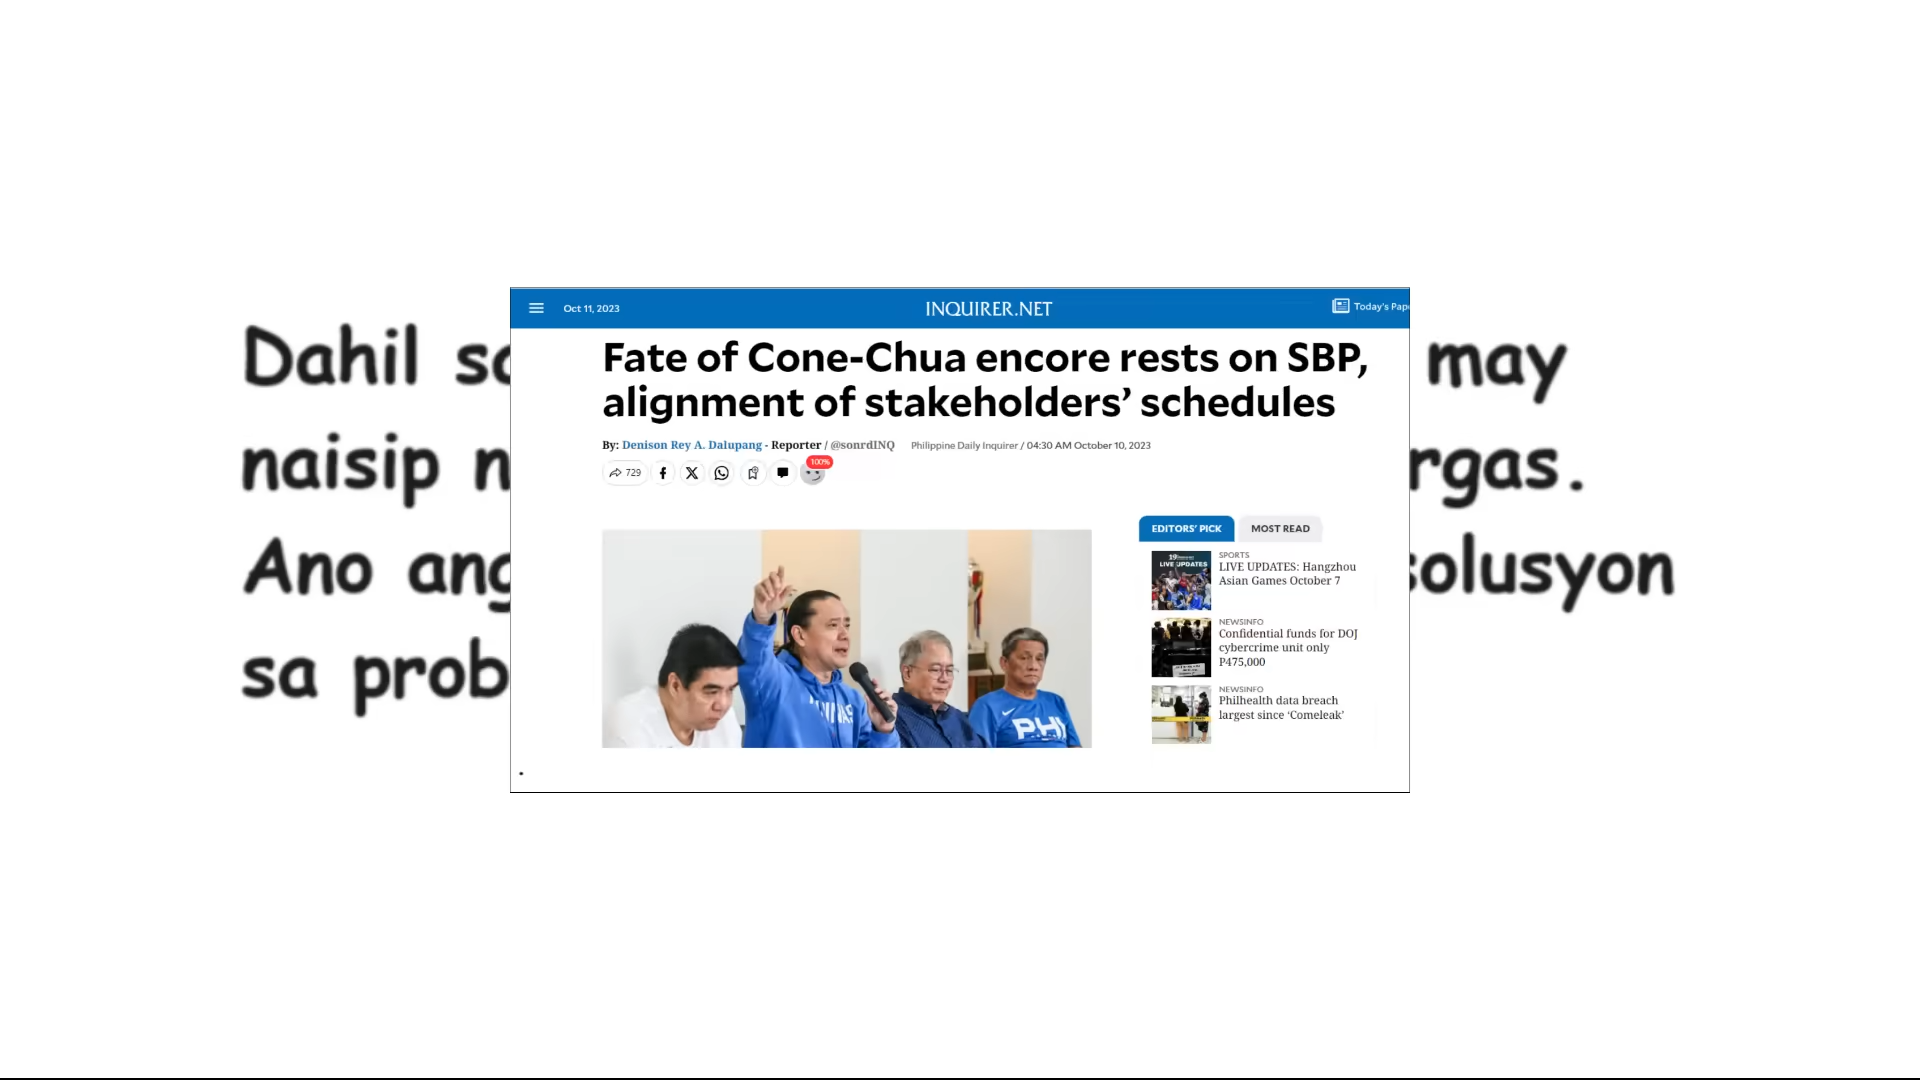 Dahil
may
naisip
rgas.
Ano ang
solusyon
sa prob
Oct 11, 2023
INQUIRER.NET
Today's Pap
Fate of Cone-Chua encore rests on SBP,
alignment of stakeholders’ schedules
By: Denison Rey A. Dalupang - Reporter / @sonrdINQ
Philippine Daily Inquirer / 04:30 AM October 10, 2023
729
100%
EDITORS' PICK
MOST READ
SPORTS
LIVE UPDATES: Hangzhou
Asian Games October 7
NEWSINFO
Confidential funds for DOJ
cybercrime unit only
P475,000
NEWSINFO
Philhealth data breach
largest since ‘Comeleak’
LIVE UPDATES
PH